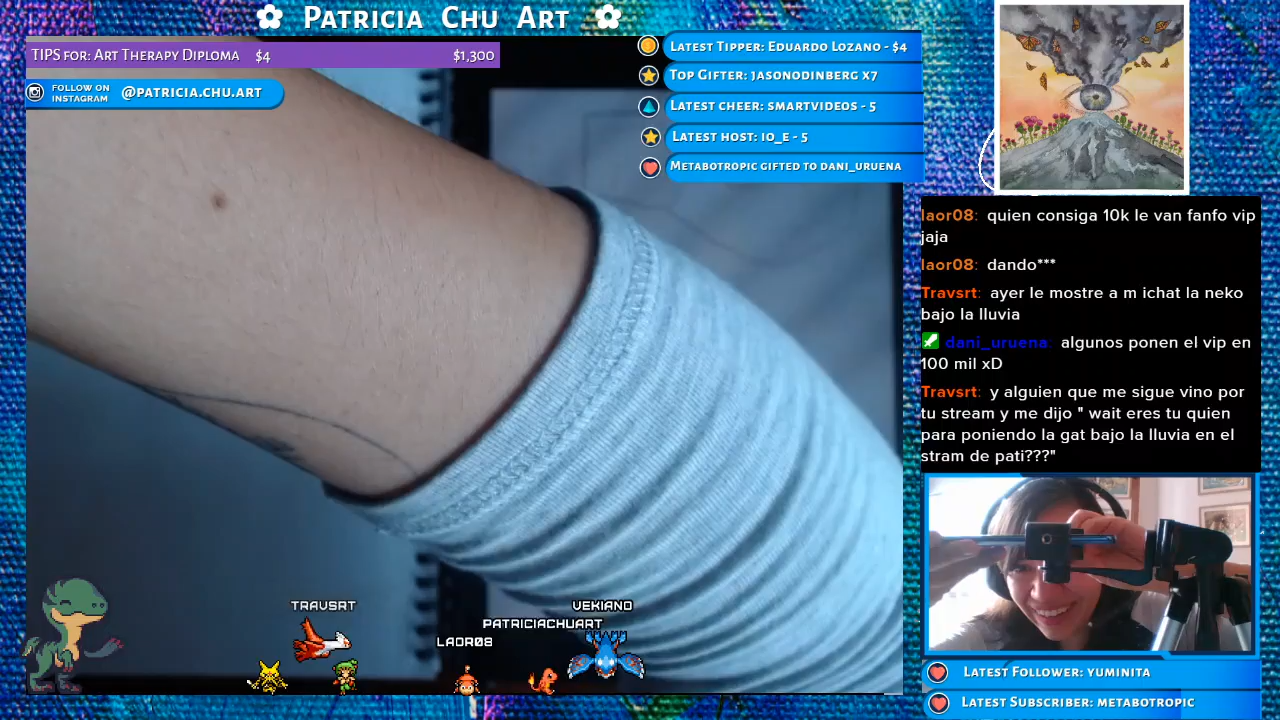 ✿ Patricia Chu Art ✿
TIPS for: Art Therapy Diploma $4 $1,300
FOLLOW ON INSTAGRAM @PATRICIA.CHU.ART
Latest Tipper: Eduardo Lozano - $4
Top Gifter: jasonodinberg x7
Latest cheer: smartvideos - 5
Latest host: io_e - 5
Metabotropic gifted to dani_uruena
laor08: quien consiga 10k le van fanfo vip
jaja
laor08: dando***
Travsrt: ayer le mostre a m ichat la neko
bajo la lluvia
dani_uruena: algunos ponen el vip en
100 mil xD
Travsrt: y alguien que me sigue vino por
tu stream y me dijo " wait eres tu quien
para poniendo la gat bajo la lluvia en el
stram de pati???"
TRAVSRT
VEKIANO
PATRICIACHUART
LAOR08
Latest Follower: yuminita
Latest Subscriber: metabotropic